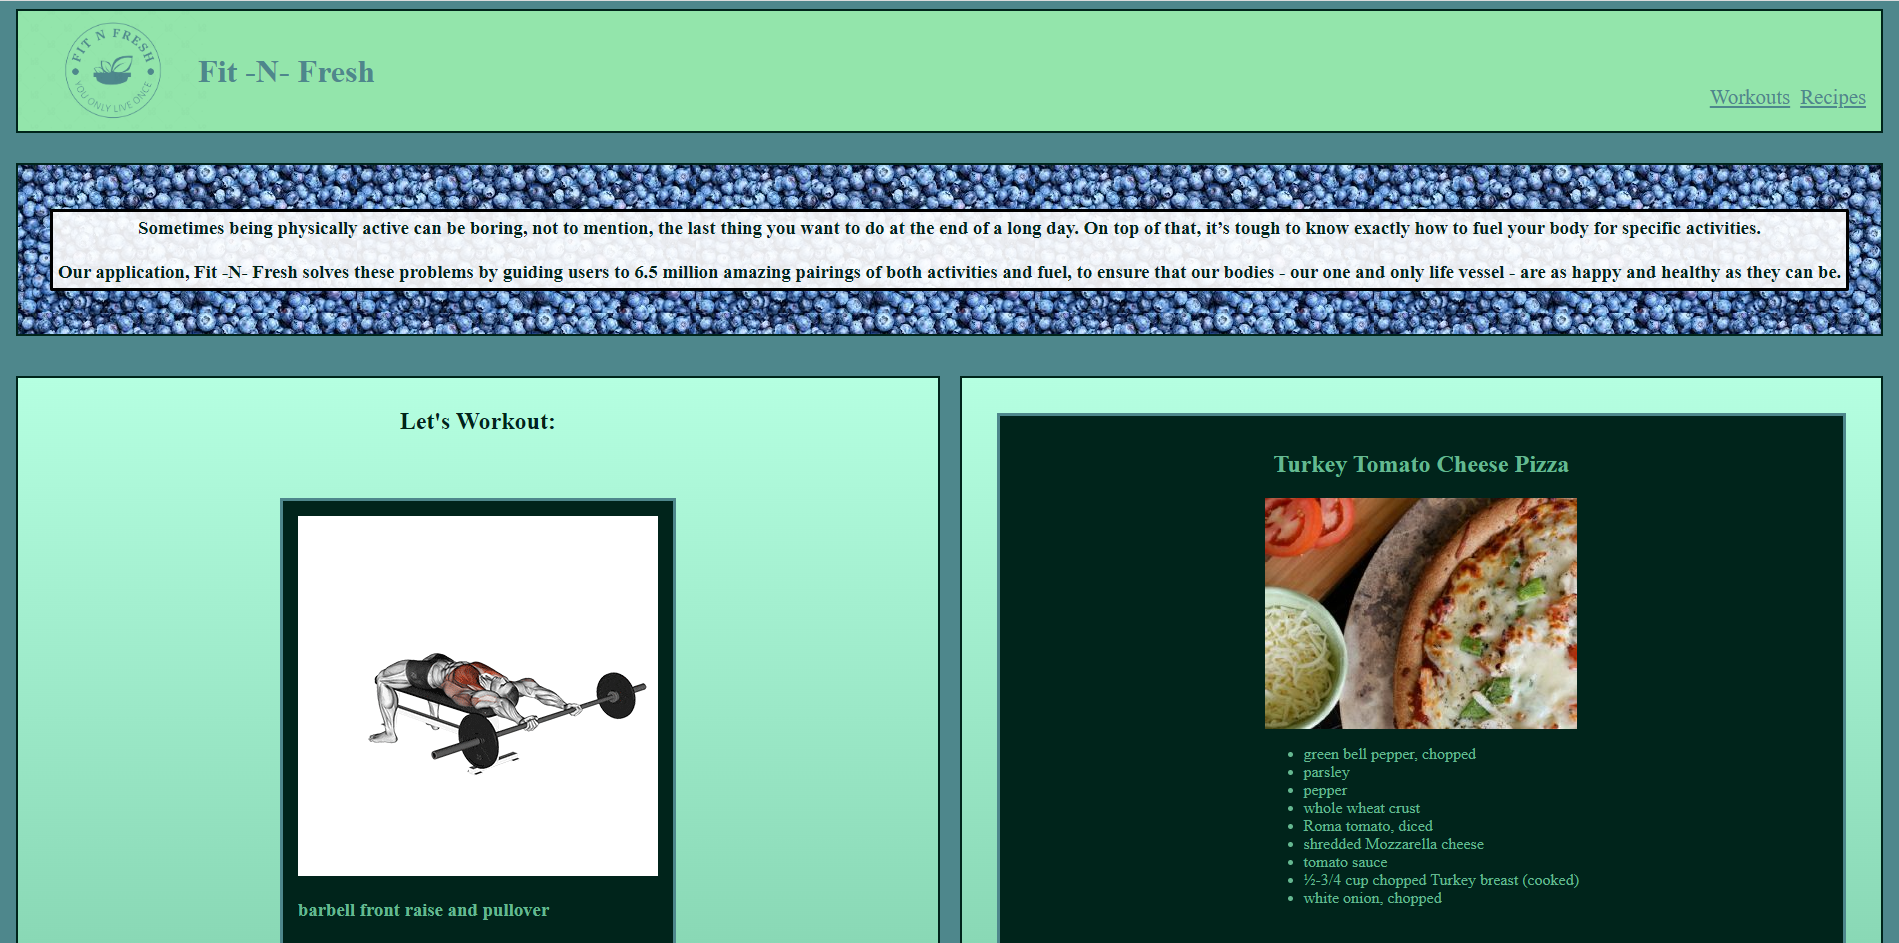 FIT N FRESH
YOU ONLY LIVE ONCE
Fit -N- Fresh
Workouts Recipes
Sometimes being physically active can be boring, not to mention, the last thing you want to do at the end of a long day. On top of that, it’s tough to know exactly how to fuel your body for specific activities.
Our application, Fit -N- Fresh solves these problems by guiding users to 6.5 million amazing pairings of both activities and fuel, to ensure that our bodies - our one and only life vessel - are as happy and healthy as they can be.
Let's Workout:
barbell front raise and pullover
Turkey Tomato Cheese Pizza
green bell pepper, chopped
parsley
pepper
whole wheat crust
Roma tomato, diced
shredded Mozzarella cheese
tomato sauce
½-3/4 cup chopped Turkey breast (cooked)
white onion, chopped